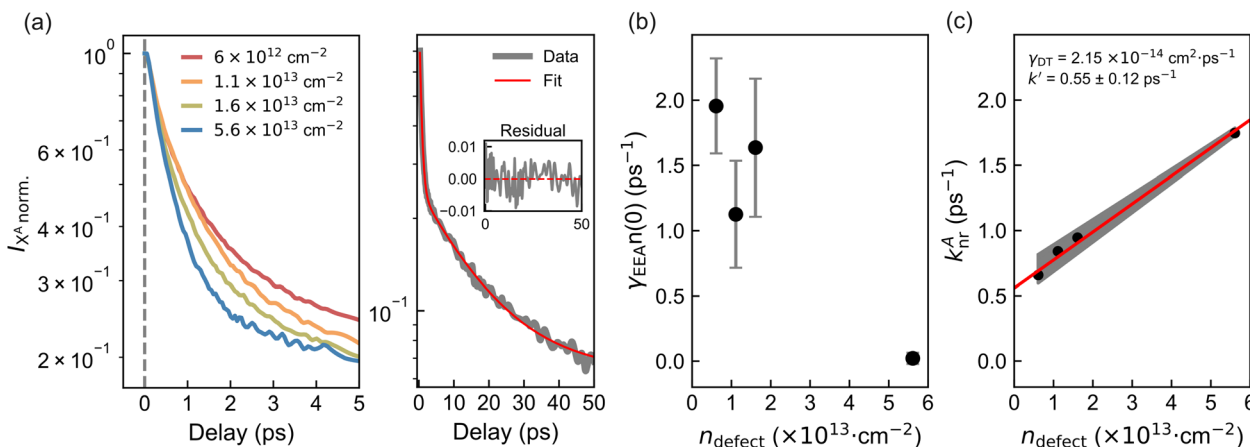 (a)
10⁰
6 × 10⁻¹
4 × 10⁻¹
3 × 10⁻¹
2 × 10⁻¹
I_Xᴬ norm.
6 × 10¹² cm⁻²
1.1 × 10¹³ cm⁻²
1.6 × 10¹³ cm⁻²
5.6 × 10¹³ cm⁻²
0 1 2 3 4 5
Delay (ps)
Data
Fit
Residual
0.01
0.00
−0.01
0 50
10⁻¹
0 10 20 30 40 50
Delay (ps)
(b)
γ_EEA n(0) (ps⁻¹)
2.0
1.5
1.0
0.5
0.0
0 1 2 3 4 5 6
n_defect (×10¹³·cm⁻²)
(c)
γ_DT = 2.15 ×10⁻¹⁴ cm²·ps⁻¹
k′ = 0.55 ± 0.12 ps⁻¹
k_nr^A (ps⁻¹)
2.0
1.5
1.0
0.5
0.0
0 1 2 3 4 5 6
n_defect (×10¹³·cm⁻²)